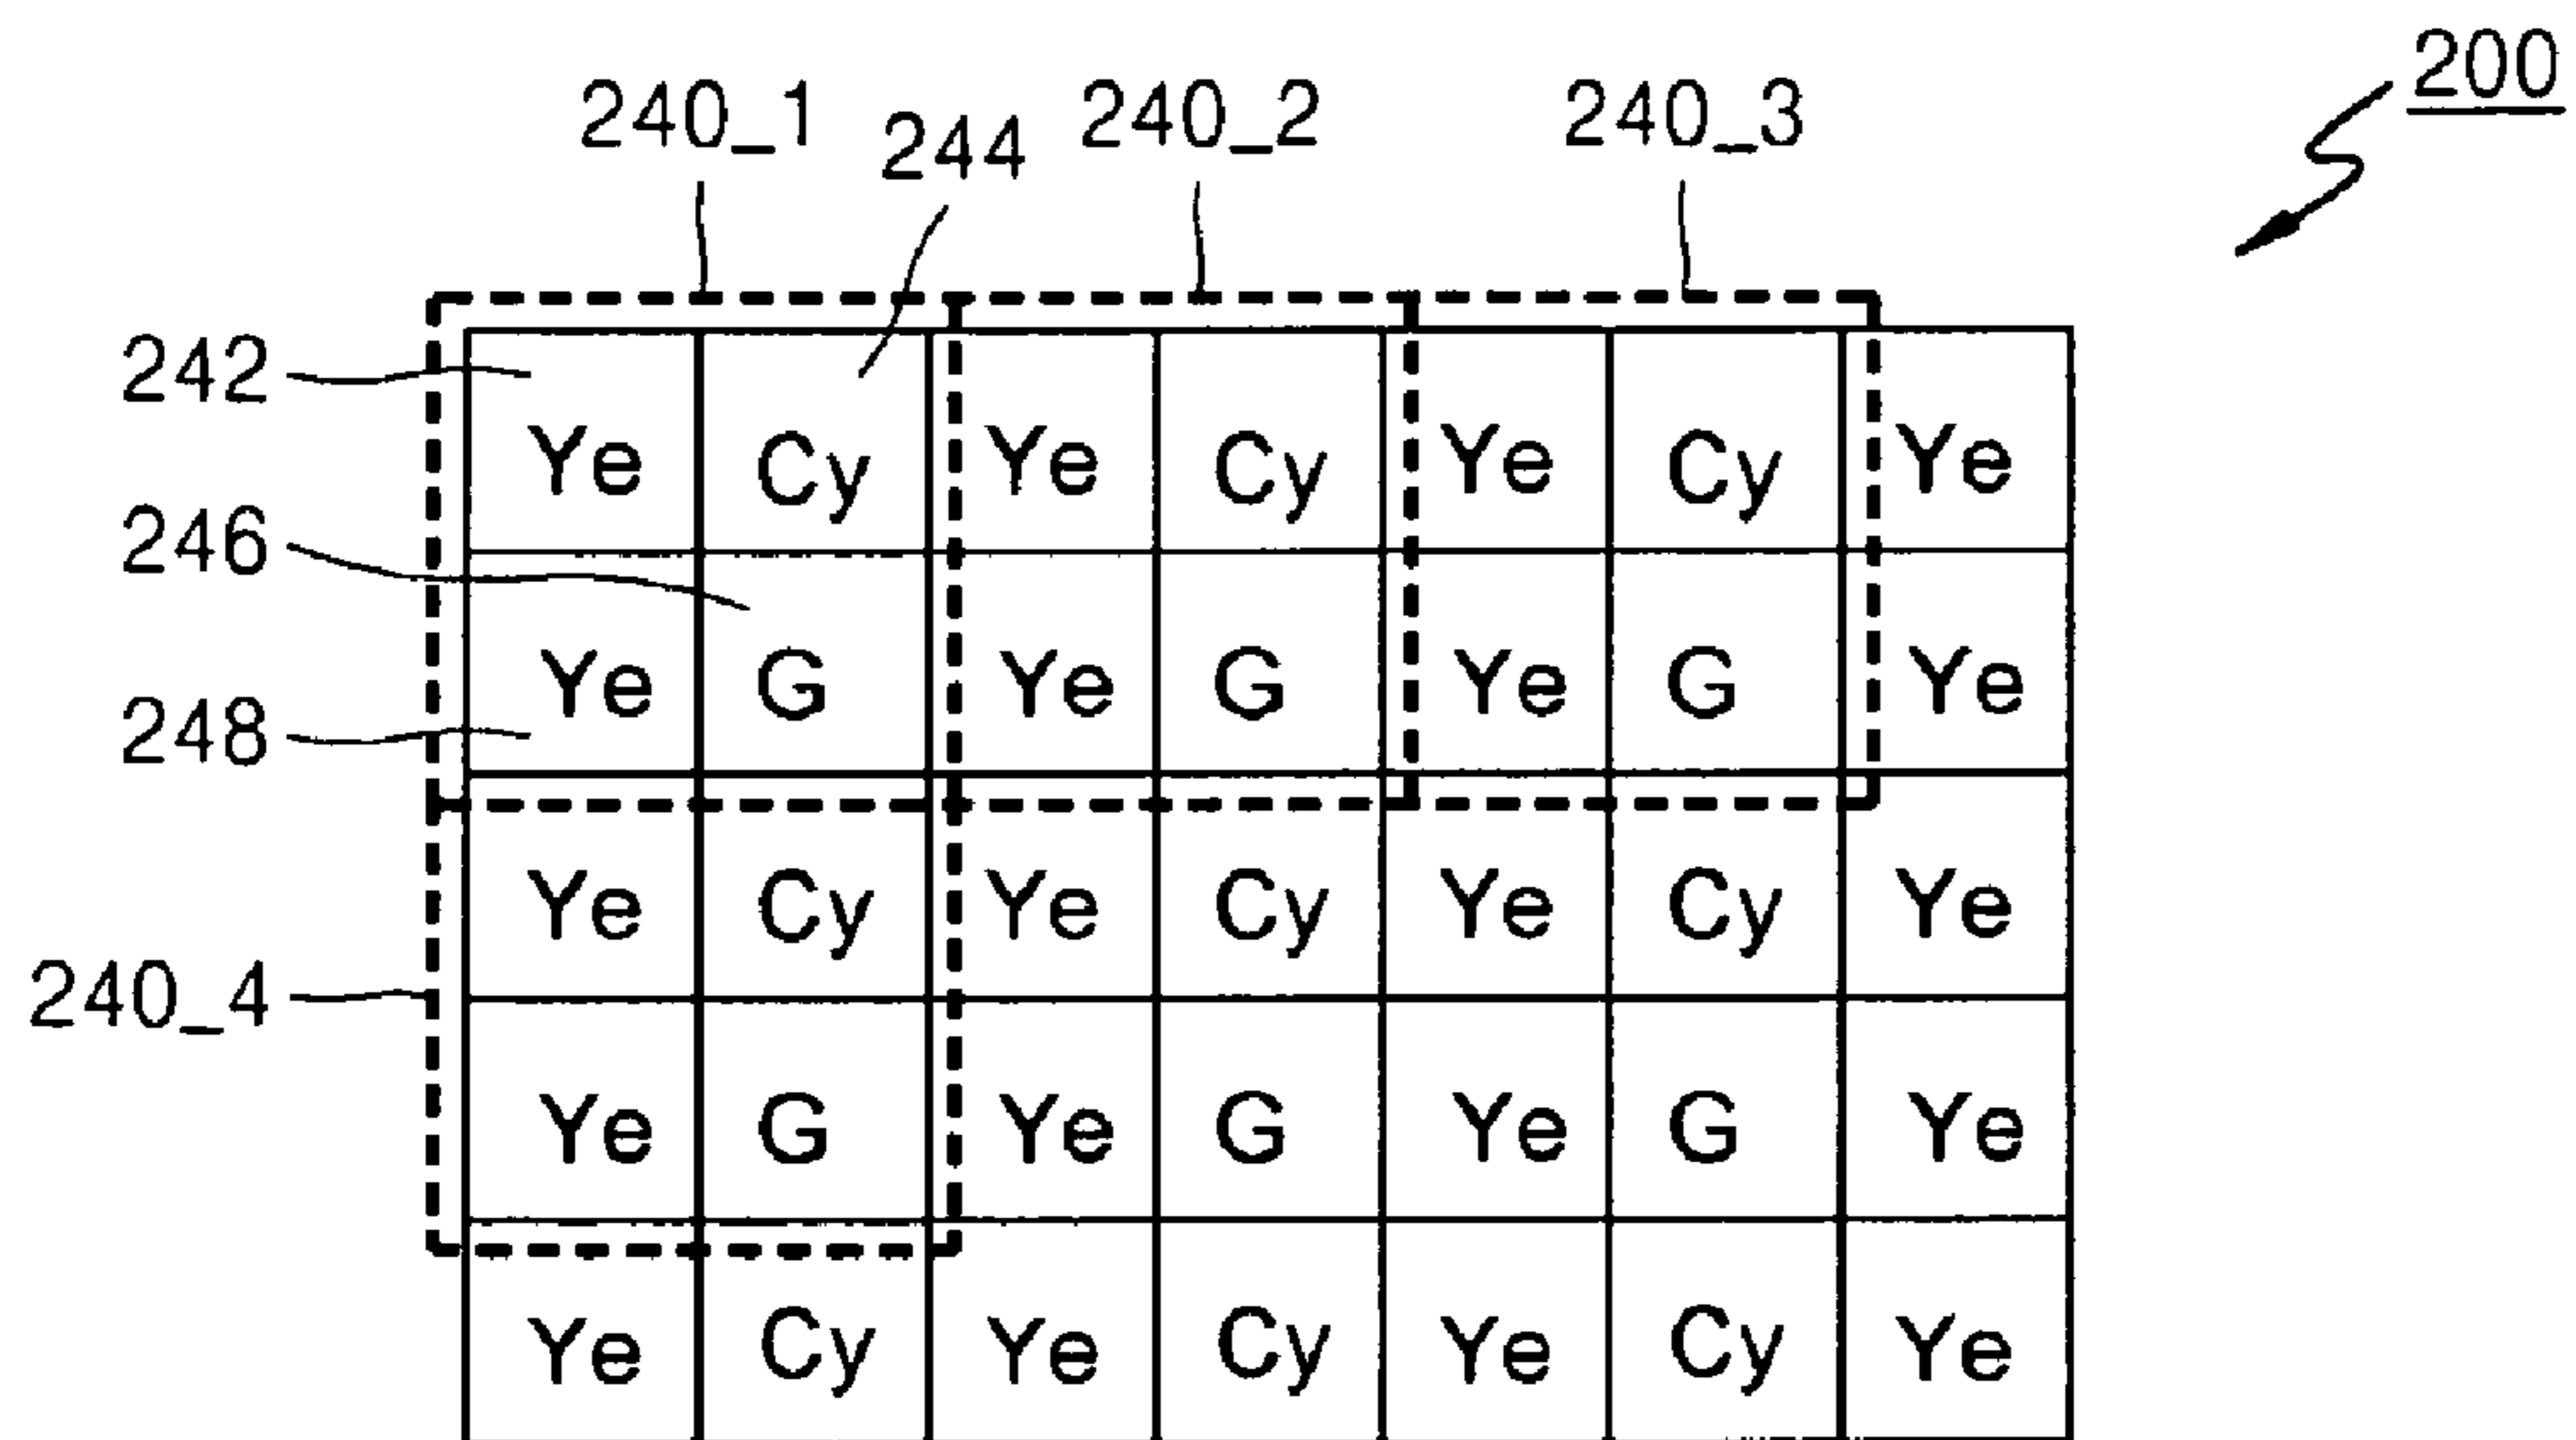 200
240_1 244 240_2 240_3
242
Ye Cy Ye Cy Ye Cy Ye
246
Ye G Ye G Ye G Ye
248
Ye Cy Ye Cy Ye Cy Ye
240_4
Ye G Ye G Ye G Ye
Ye Cy Ye Cy Ye Cy Ye